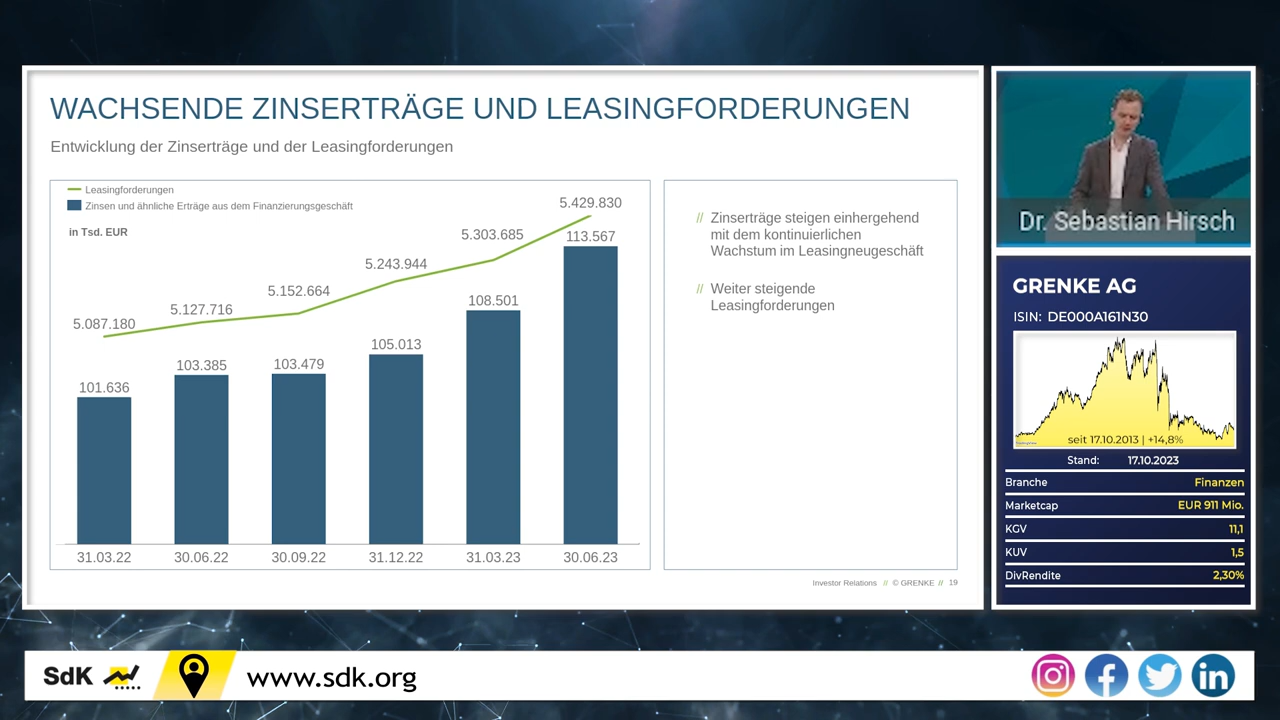 WACHSENDE ZINSERTRÄGE UND LEASINGFORDERUNGEN
Entwicklung der Zinserträge und der Leasingforderungen
Leasingforderungen
Zinsen und ähnliche Erträge aus dem Finanzierungsgeschäft
in Tsd. EUR
5.087.180
5.127.716
5.152.664
5.243.944
5.303.685
5.429.830
101.636
103.385
103.479
105.013
108.501
113.567
31.03.22
30.06.22
30.09.22
31.12.22
31.03.23
30.06.23
// Zinserträge steigen einhergehend
mit dem kontinuierlichen
Wachstum im Leasingneugeschäft
// Weiter steigende
Leasingforderungen
Investor Relations // © GRENKE // 19
Dr. Sebastian Hirsch
GRENKE AG
ISIN: DE000A161N30
seit 17.10.2013 | +14,8%
Stand: 17.10.2023
Branche Finanzen
Marketcap EUR 911 Mio.
KGV 11,1
KUV 1,5
DivRendite 2,30%
SdK
www.sdk.org
in